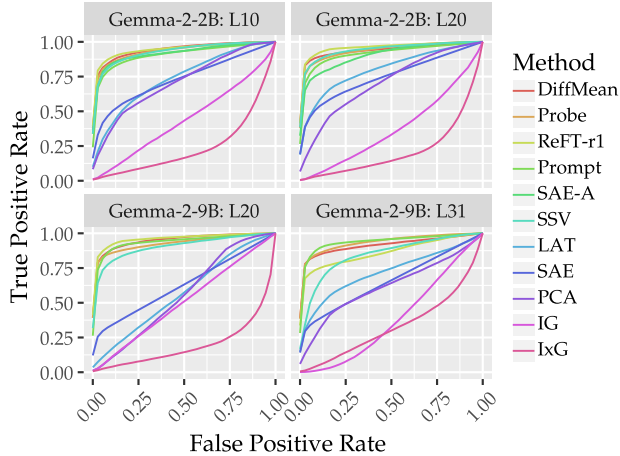 Gemma-2-2B: L10
Gemma-2-2B: L20
1.00
0.75
0.50
0.25
0.00
Gemma-2-9B: L20
Gemma-2-9B: L31
1.00
0.75
0.50
0.25
0.00
0.00
0.25
0.50
0.75
1.00
0.00
0.25
0.50
0.75
1.00
True Positive Rate
False Positive Rate
Method
DiffMean
Probe
ReFT-r1
Prompt
SAE-A
SSV
LAT
SAE
PCA
IG
IxG